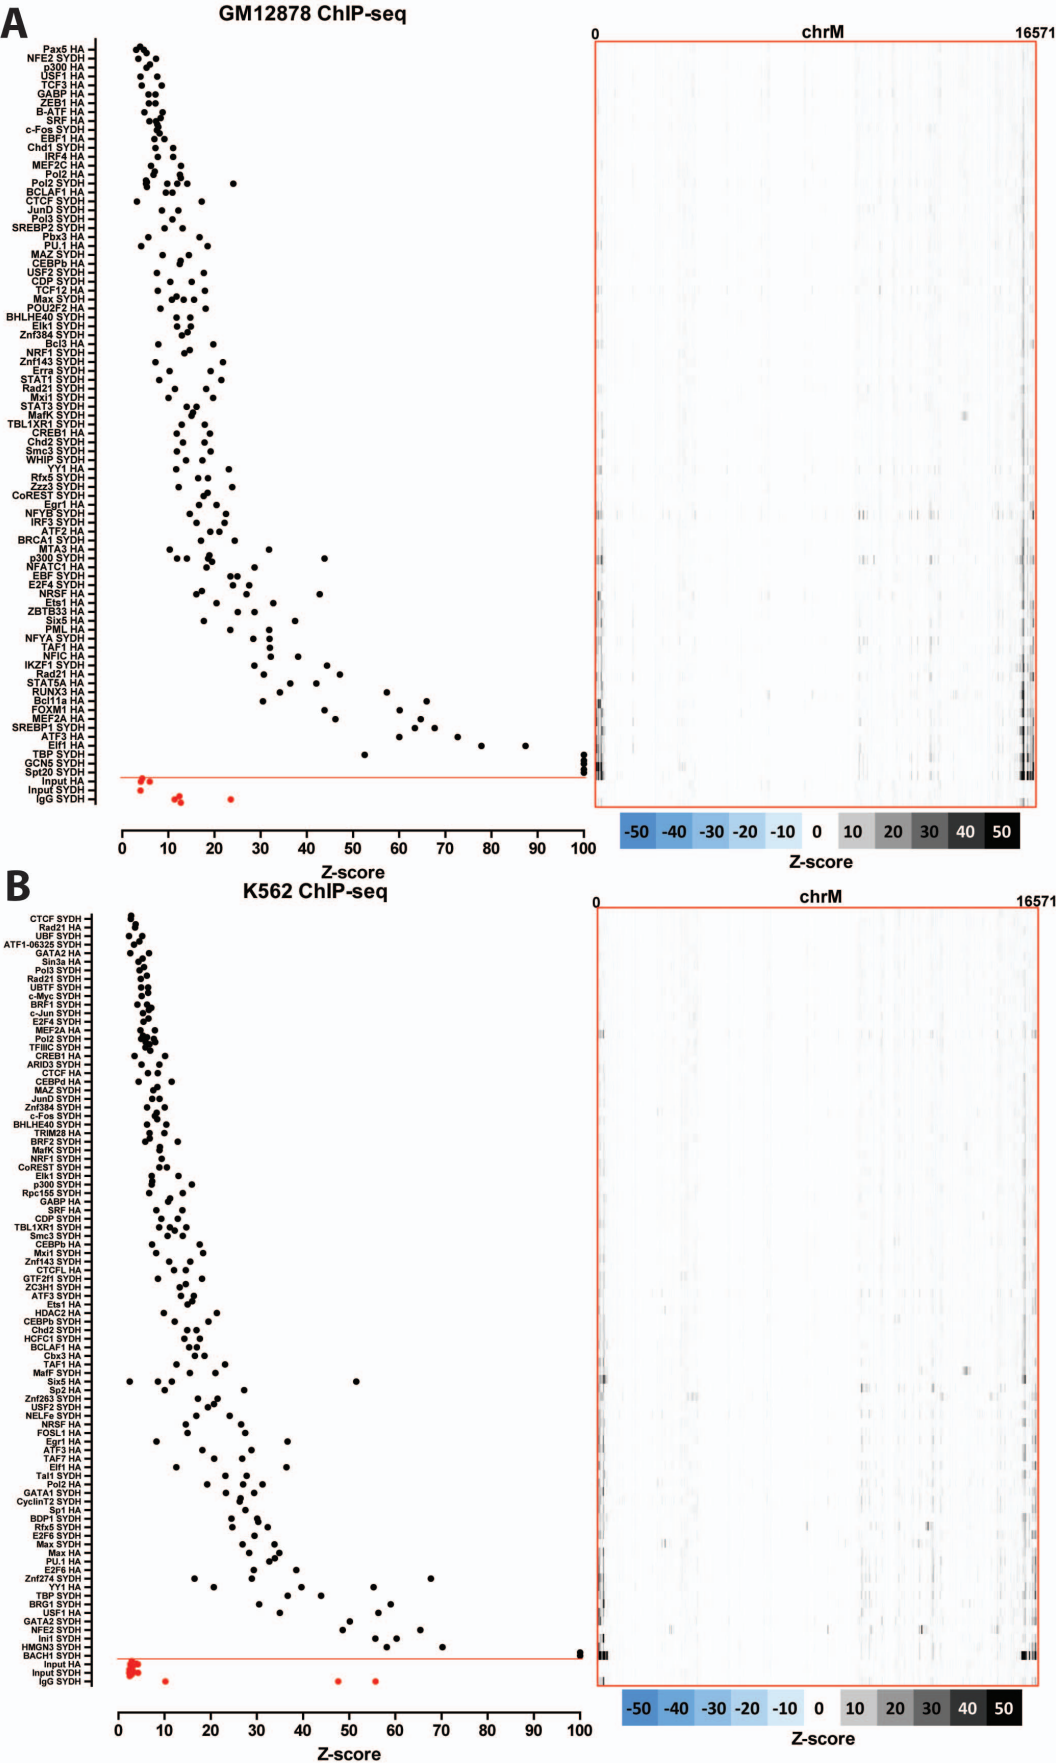 A
GM12878 ChIP-seq
0
chrM
16571
Pax5 HA
NFE2 SYDH
p300 HA
USF1 HA
TCF3 HA
GABP HA
ZEB1 HA
B-ATF HA
SRF HA
c-Fos SYDH
EBF1 HA
Chd1 SYDH
IRF4 HA
MEF2C HA
Pol2 HA
Pol2 SYDH
BCLAF1 HA
CTCF SYDH
JunD SYDH
Pol3 SYDH
SREBP2 SYDH
Pbx3 HA
PU.1 HA
MAZ SYDH
CEBPb HA
USF2 SYDH
CDP SYDH
TCF12 HA
Max SYDH
POU2F2 HA
BHLHE40 SYDH
Elk1 SYDH
Znf384 SYDH
Bcl3 HA
NRF1 SYDH
Znf143 SYDH
Erra SYDH
STAT1 SYDH
Rad21 SYDH
Mxi1 SYDH
STAT3 SYDH
MafK SYDH
TBL1XR1 SYDH
CREB1 HA
Chd2 SYDH
Smc3 SYDH
WHIP SYDH
YY1 HA
Rfx5 SYDH
Zzz3 SYDH
CoREST SYDH
Egr1 HA
NFYB SYDH
IRF3 SYDH
ATF2 HA
BRCA1 SYDH
MTA3 HA
p300 SYDH
NFATC1 HA
EBF SYDH
E2F4 SYDH
NRSF HA
Ets1 HA
ZBTB33 HA
Six5 HA
PML HA
NFYA SYDH
TAF1 HA
NFIC HA
IKZF1 SYDH
Rad21 HA
STAT5A HA
RUNX3 HA
Bcl11a HA
FOXM1 HA
MEF2A HA
SREBP1 SYDH
ATF3 HA
Elf1 HA
TBP SYDH
GCN5 SYDH
Spt20 SYDH
Input HA
Input SYDH
IgG SYDH
0 10 20 30 40 50 60 70 80 90 100
Z-score
-50 -40 -30 -20 -10 0 10 20 30 40 50
Z-score
B
K562 ChIP-seq
0
chrM
16571
CTCF SYDH
Rad21 HA
UBF SYDH
ATF1-06325 SYDH
GATA2 HA
Sin3a HA
Pol3 SYDH
Rad21 SYDH
UBTF SYDH
c-Myc SYDH
BRF1 SYDH
c-Jun SYDH
E2F4 SYDH
MEF2A HA
Pol2 SYDH
TFIIIC SYDH
CREB1 HA
ARID3 SYDH
CTCF HA
CEBPd HA
MAZ SYDH
JunD SYDH
Znf384 SYDH
c-Fos SYDH
BHLHE40 SYDH
TRIM28 HA
BRF2 SYDH
MafK SYDH
NRF1 SYDH
CoREST SYDH
Elk1 SYDH
p300 SYDH
Rpc155 SYDH
GABP HA
SRF HA
CDP SYDH
TBL1XR1 SYDH
Smc3 SYDH
CEBPb HA
Mxi1 SYDH
Znf143 SYDH
CTCFL HA
GTF2f1 SYDH
ZC3H1 SYDH
ATF3 SYDH
Ets1 HA
HDAC2 HA
CEBPb SYDH
Chd2 SYDH
HCFC1 SYDH
BCLAF1 HA
Cbx3 HA
TAF1 HA
MafF SYDH
Six5 HA
Sp2 HA
Znf263 SYDH
USF2 SYDH
NELFe SYDH
NRSF HA
FOSL1 HA
Egr1 HA
ATF3 HA
TAF7 HA
Elf1 HA
Tal1 SYDH
Pol2 HA
GATA1 SYDH
CyclinT2 SYDH
Sp1 HA
BDP1 SYDH
Rfx5 SYDH
E2F6 SYDH
Max SYDH
Max HA
PU.1 HA
E2F6 HA
Znf274 SYDH
YY1 HA
TBP SYDH
BRG1 SYDH
USF1 HA
GATA2 SYDH
NFE2 SYDH
Ini1 SYDH
HMGN3 SYDH
BACH1 SYDH
Input HA
Input SYDH
IgG SYDH
0 10 20 30 40 50 60 70 80 90 100
Z-score
-50 -40 -30 -20 -10 0 10 20 30 40 50
Z-score